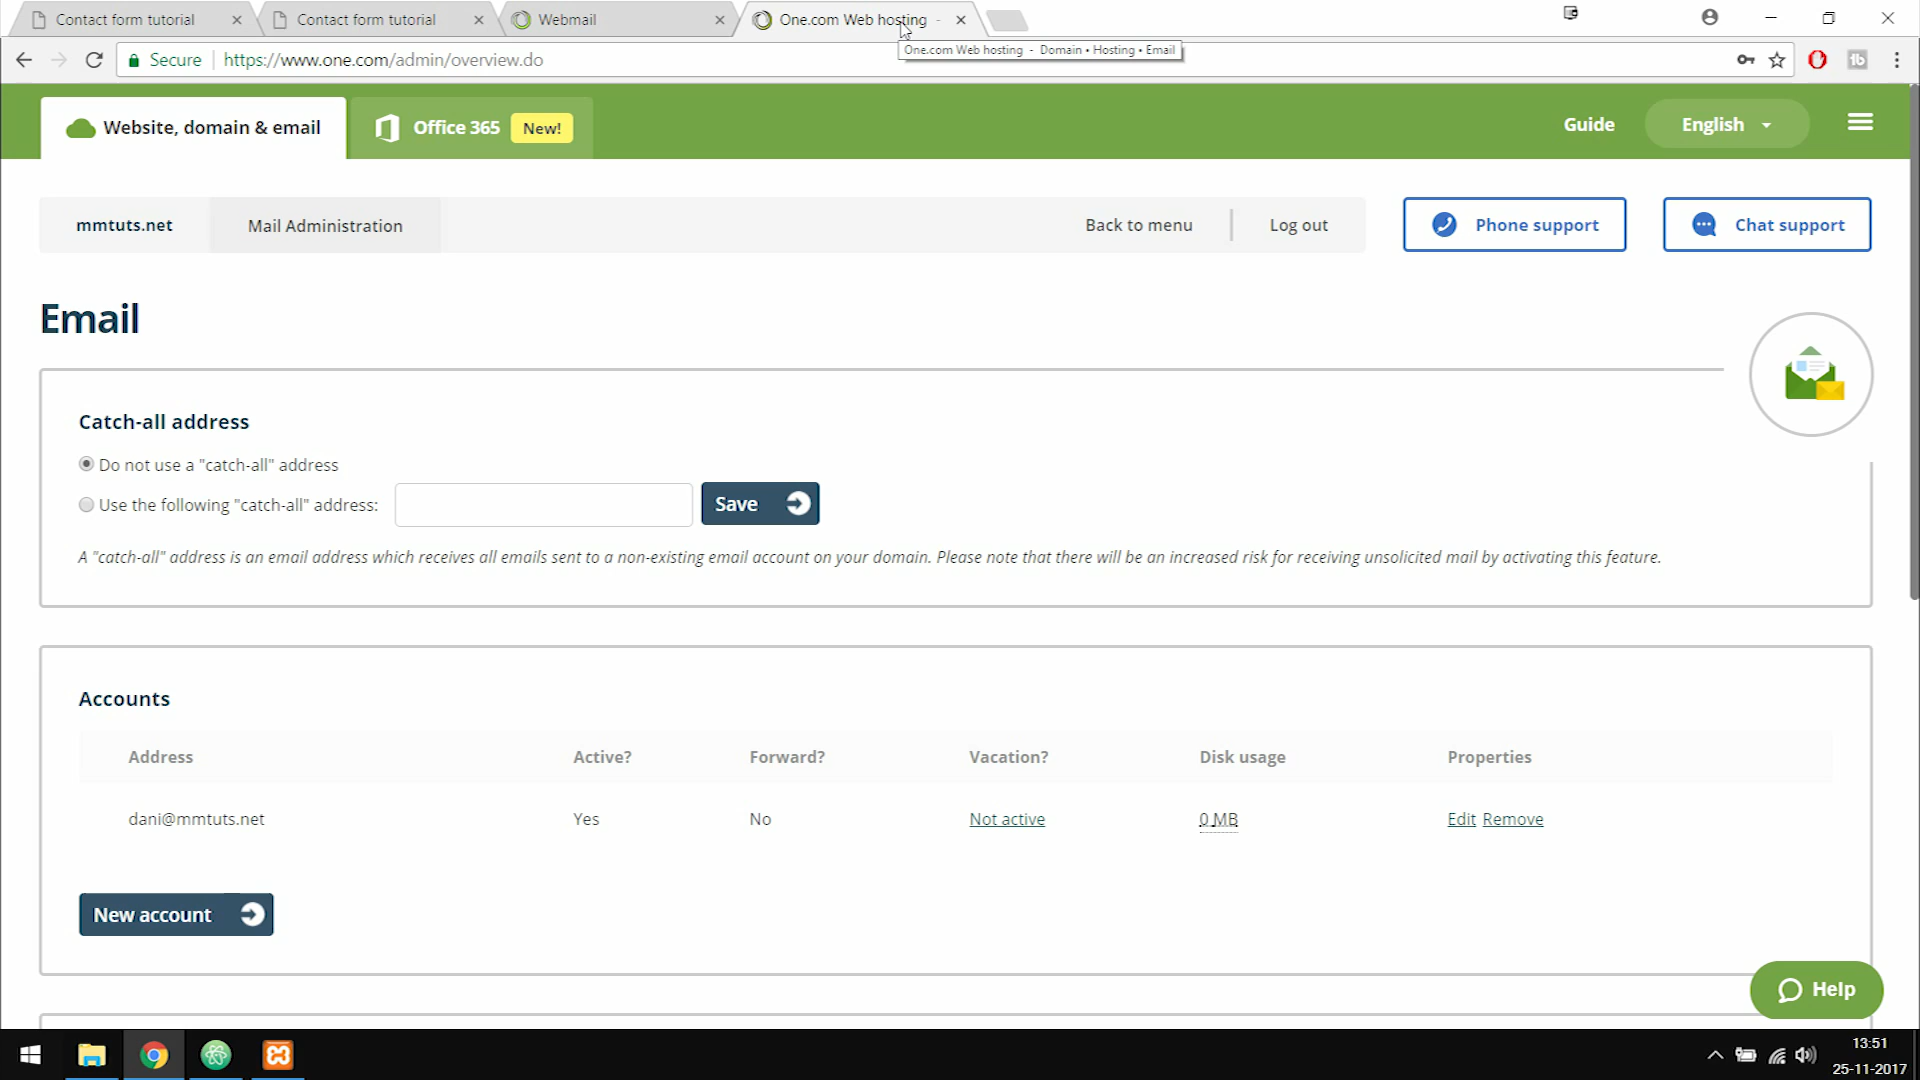 Contact form tutorial
Contact form tutorial
Webmail
One.com Web hosting -
One.com Web hosting - Domain • Hosting • Email
Secure
https://www.one.com/admin/overview.do
Website, domain & email
Office 365
New!
Guide
English
mmtuts.net
Mail Administration
Back to menu
Log out
Phone support
Chat support
Email
Catch-all address
Do not use a "catch-all" address
Use the following "catch-all" address:
Save
A "catch-all" address is an email address which receives all emails sent to a non-existing email account on your domain. Please note that there will be an increased risk for receiving unsolicited mail by activating this feature.
Accounts
Address Active? Forward? Vacation? Disk usage Properties
dani@mmtuts.net Yes No Not active 0 MB Edit Remove
New account
Help
13:51
25-11-2017